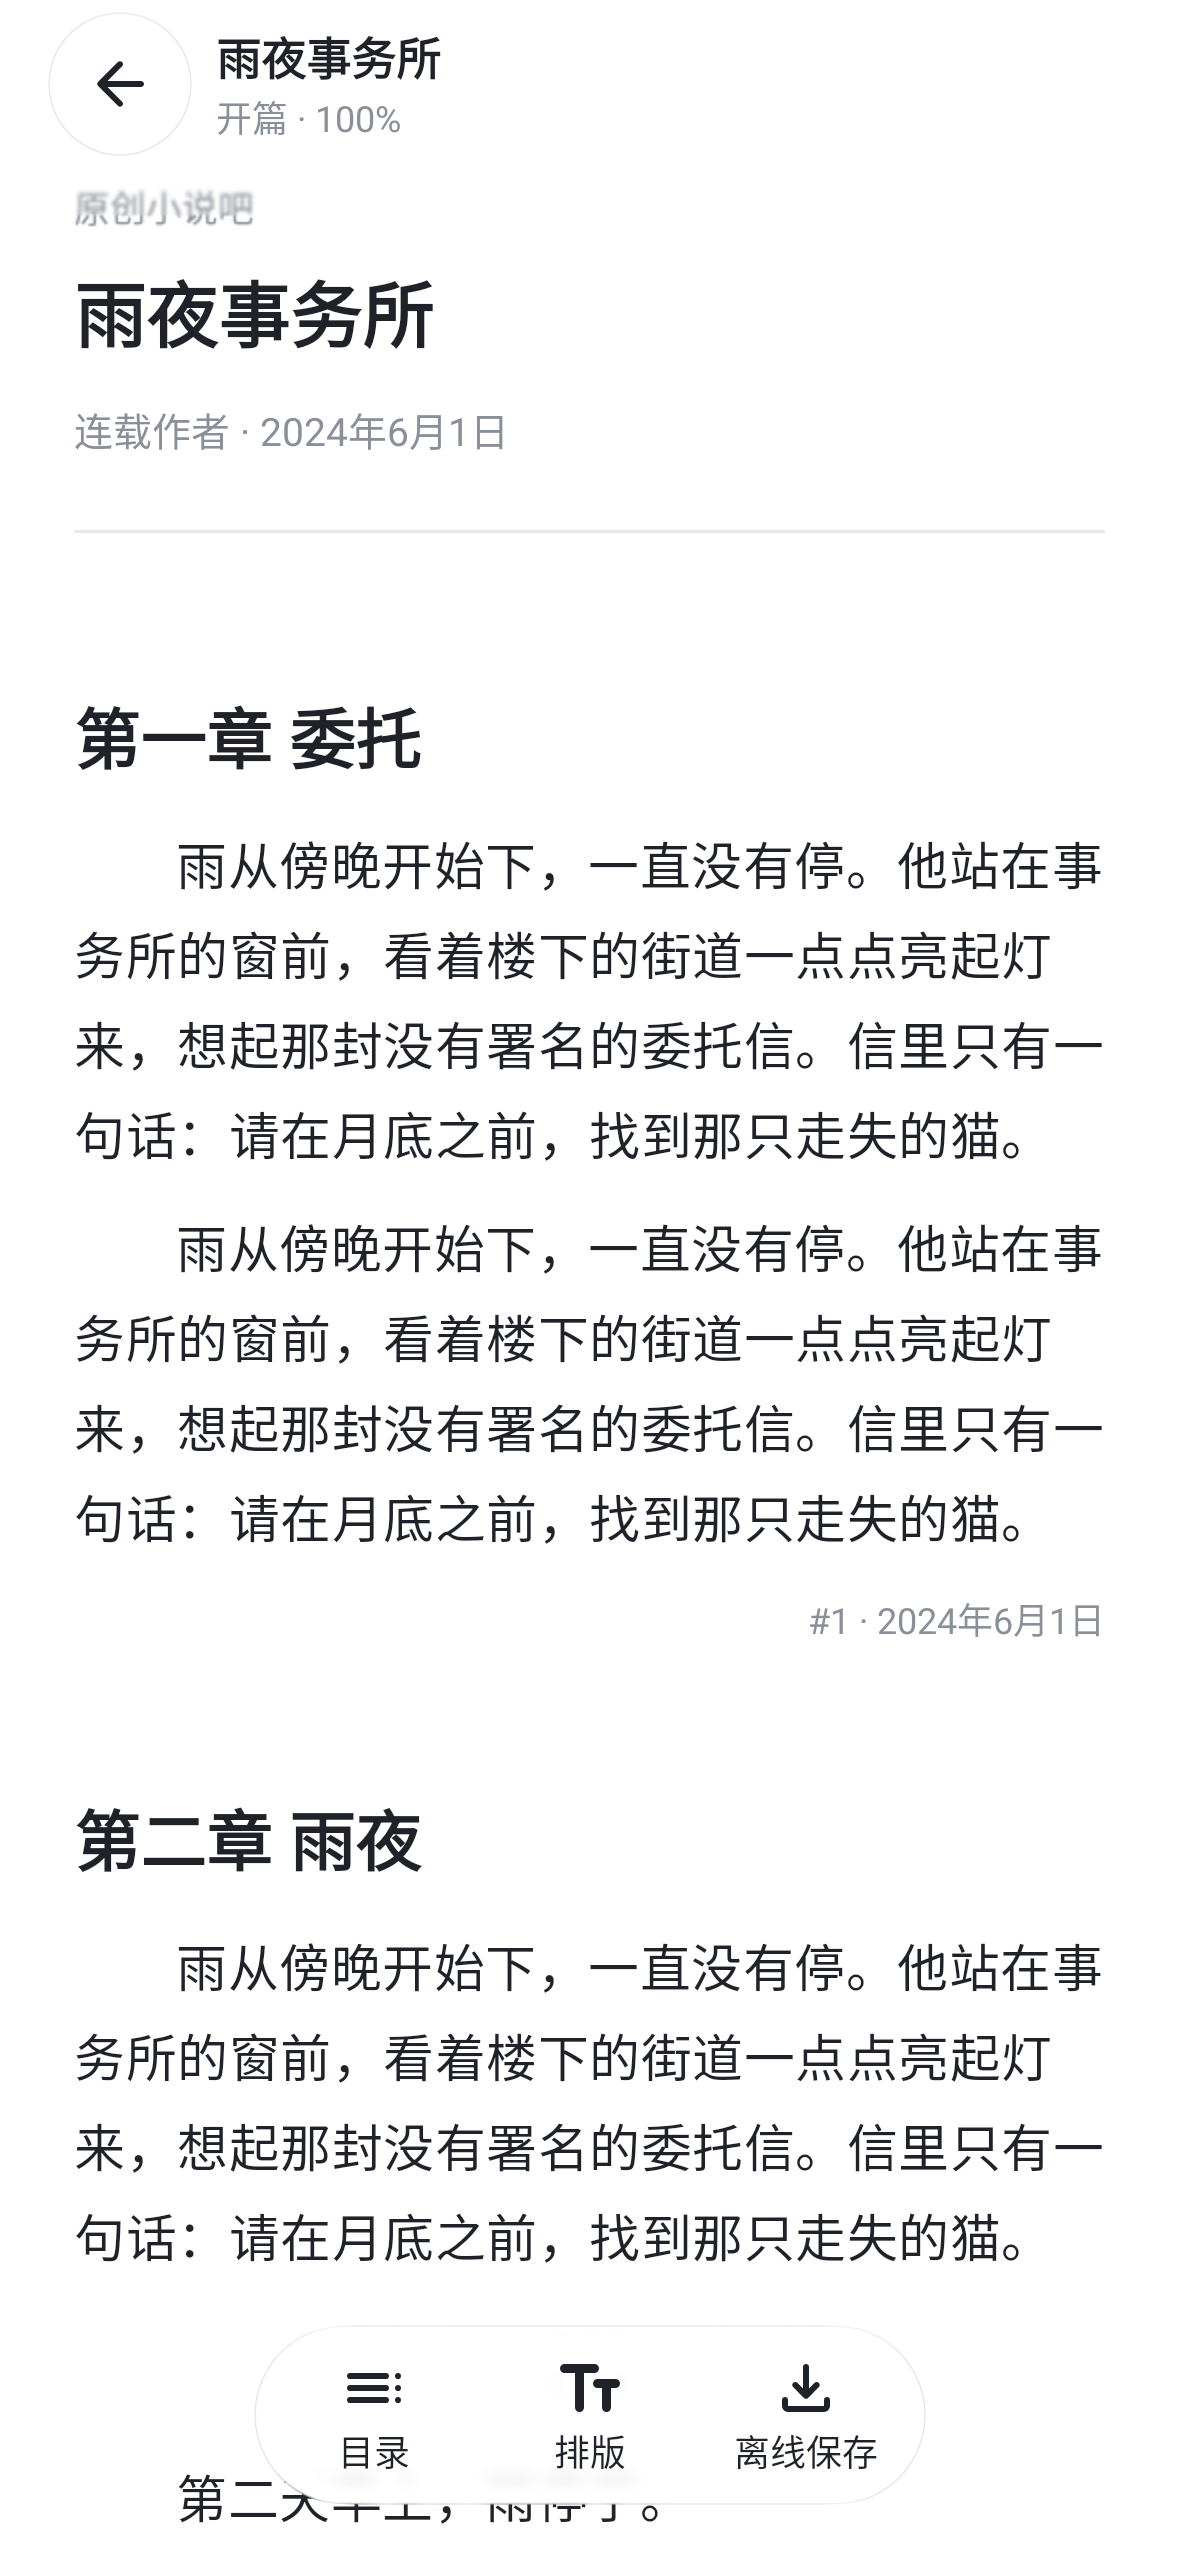 雨夜事务所
开篇 · 100%
原创小说吧
雨夜事务所
连载作者 · 2024年6月1日
第一章 委托
雨从傍晚开始下，一直没有停。他站在事
务所的窗前，看着楼下的街道一点点亮起灯
来，想起那封没有署名的委托信。信里只有一
句话：请在月底之前，找到那只走失的猫。
雨从傍晚开始下，一直没有停。他站在事
务所的窗前，看着楼下的街道一点点亮起灯
来，想起那封没有署名的委托信。信里只有一
句话：请在月底之前，找到那只走失的猫。
#1 · 2024年6月1日
第二章 雨夜
雨从傍晚开始下，一直没有停。他站在事
务所的窗前，看着楼下的街道一点点亮起灯
来，想起那封没有署名的委托信。信里只有一
句话：请在月底之前，找到那只走失的猫。
目录
排版
离线保存
第二天早上，雨停了。